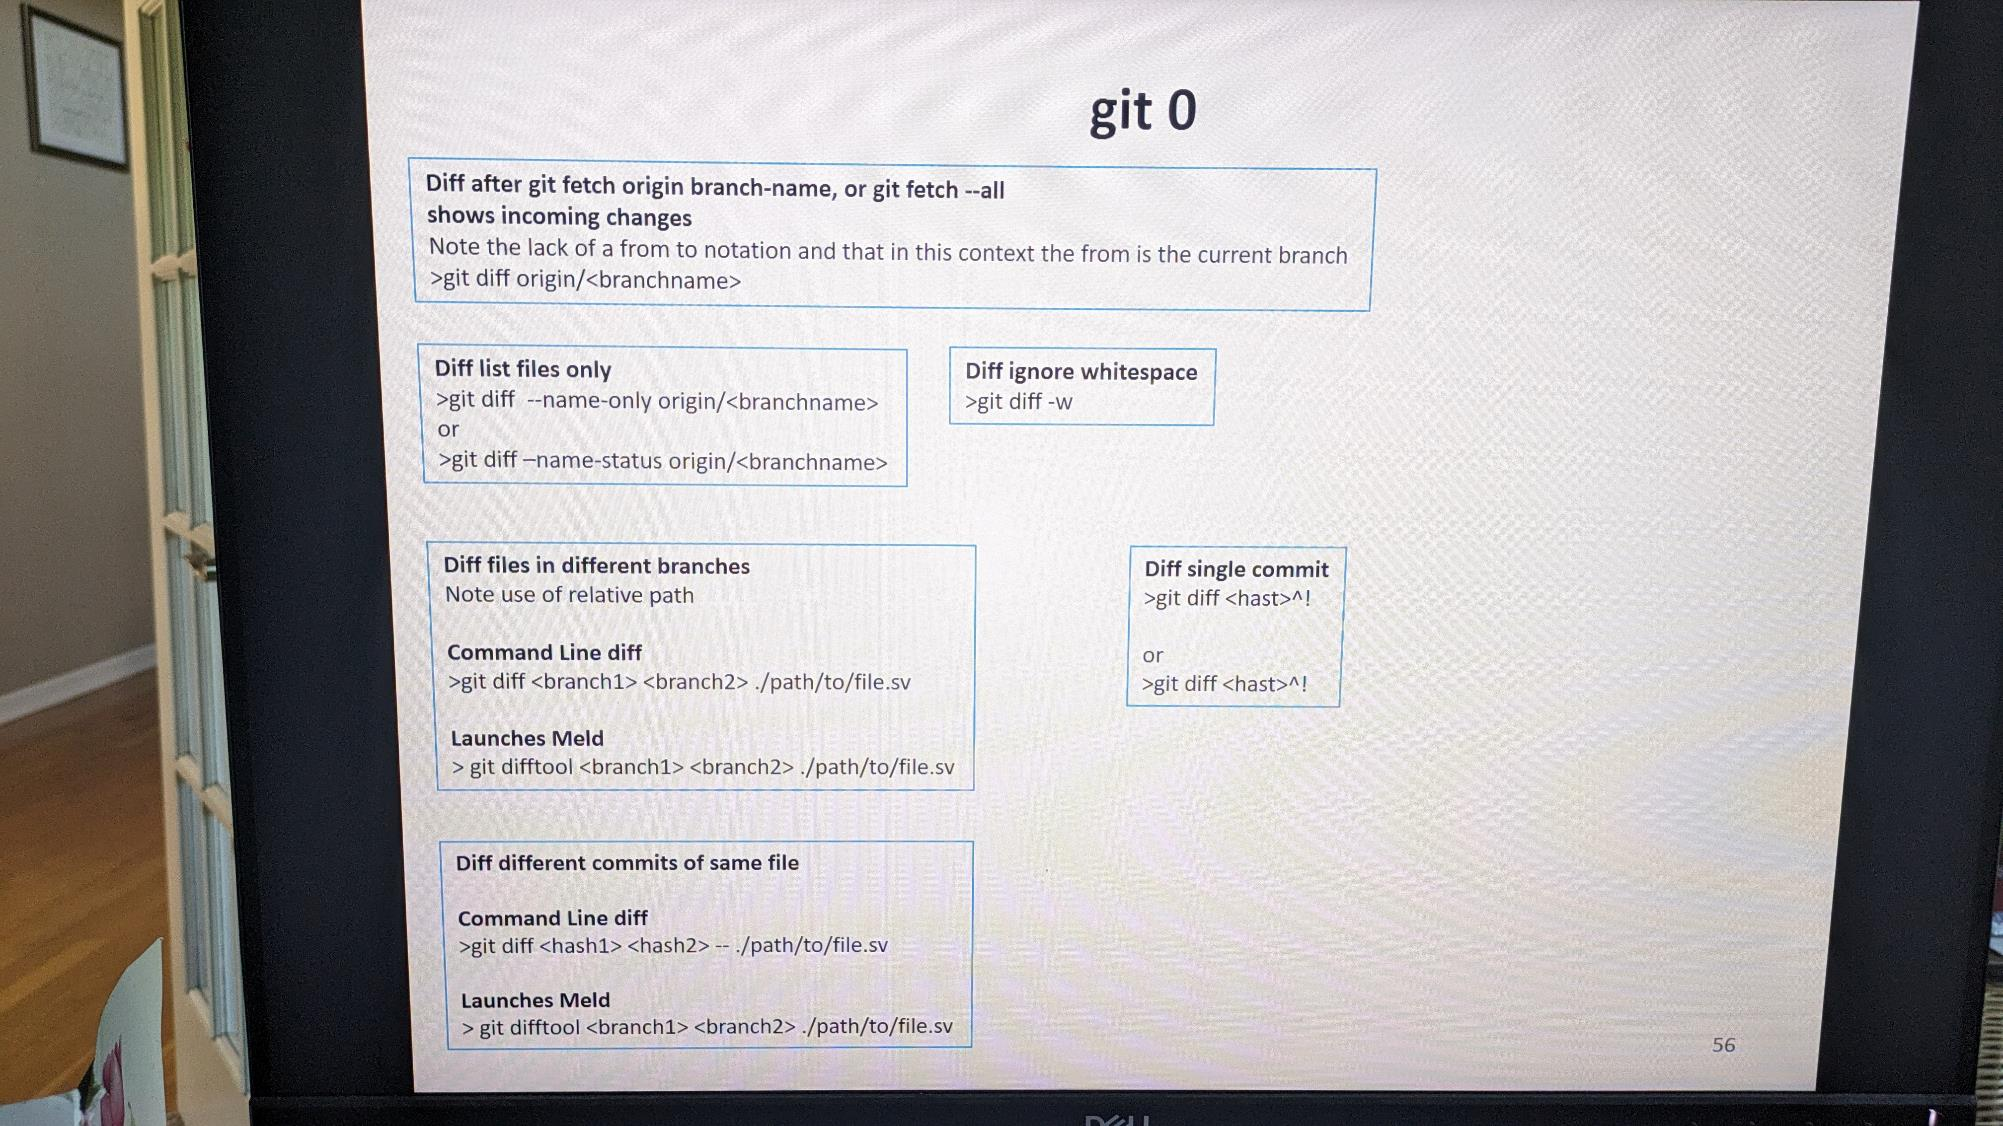 git 0
Diff after git fetch origin branch-name, or git fetch --all
shows incoming changes
Note the lack of a from to notation and that in this context the from is the current branch
>git diff origin/<branchname>
Diff list files only
>git diff  --name-only origin/<branchname>
or
>git diff –name-status origin/<branchname>
Diff ignore whitespace
>git diff -w
Diff files in different branches
Note use of relative path
Command Line diff
>git diff <branch1> <branch2> ./path/to/file.sv
Launches Meld
> git difftool <branch1> <branch2> ./path/to/file.sv
Diff single commit
>git diff <hast>^!
or
>git diff <hast>^!
Diff different commits of same file
Command Line diff
>git diff <hash1> <hash2> -- ./path/to/file.sv
Launches Meld
> git difftool <branch1> <branch2> ./path/to/file.sv
56
DELL